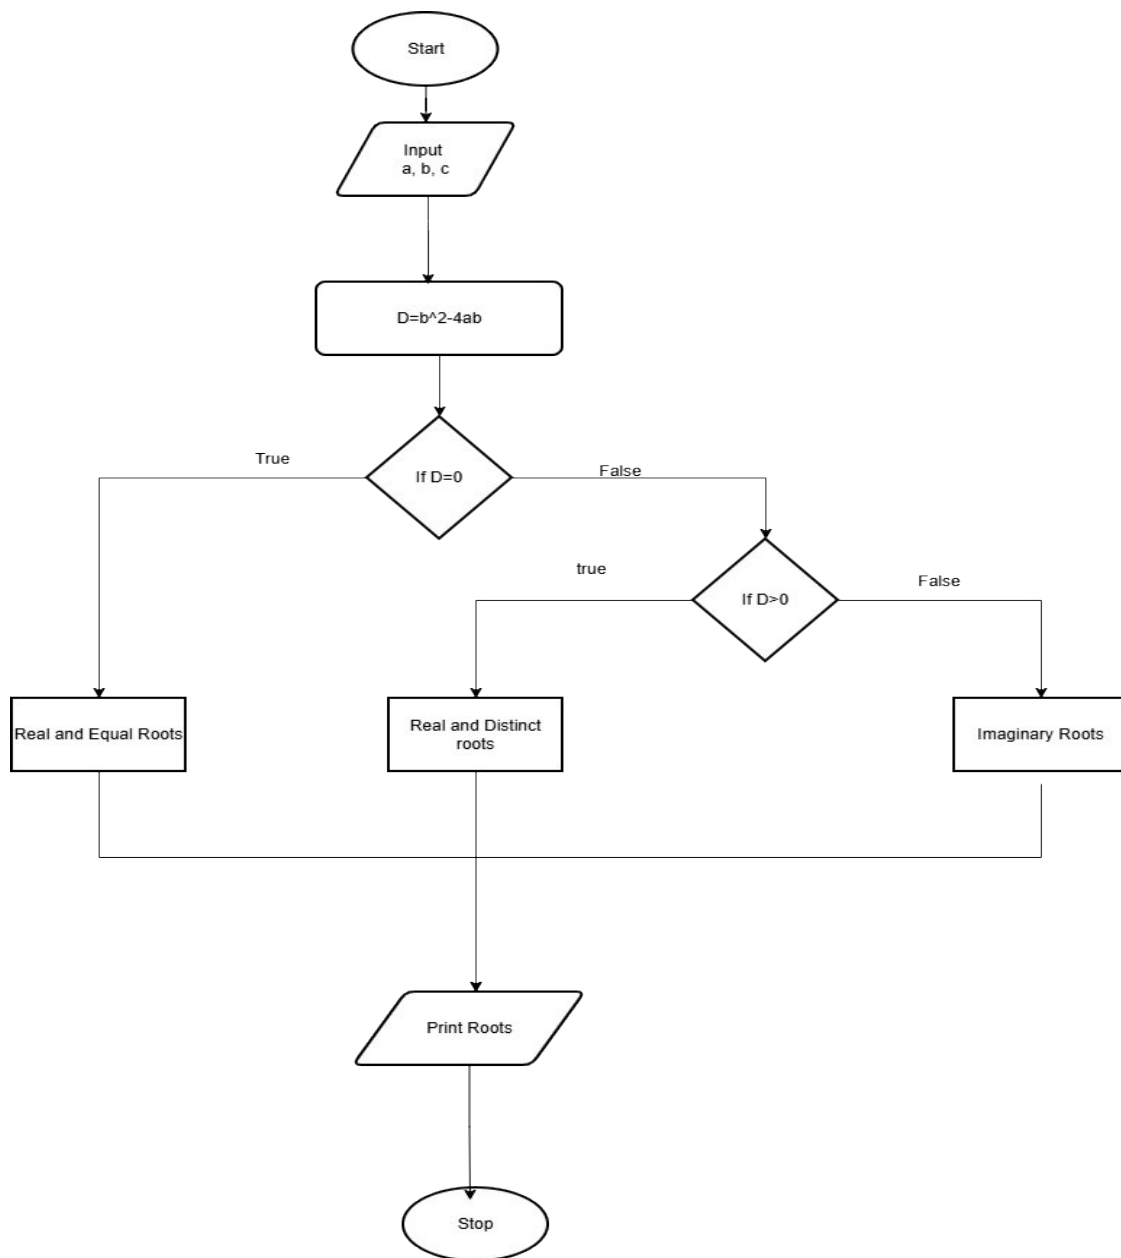 Start
Input
a, b, c
D=b^2-4ab
If D=0
True
False
If D>0
true
False
Real and Equal Roots
Real and Distinct
roots
Imaginary Roots
Print Roots
Stop